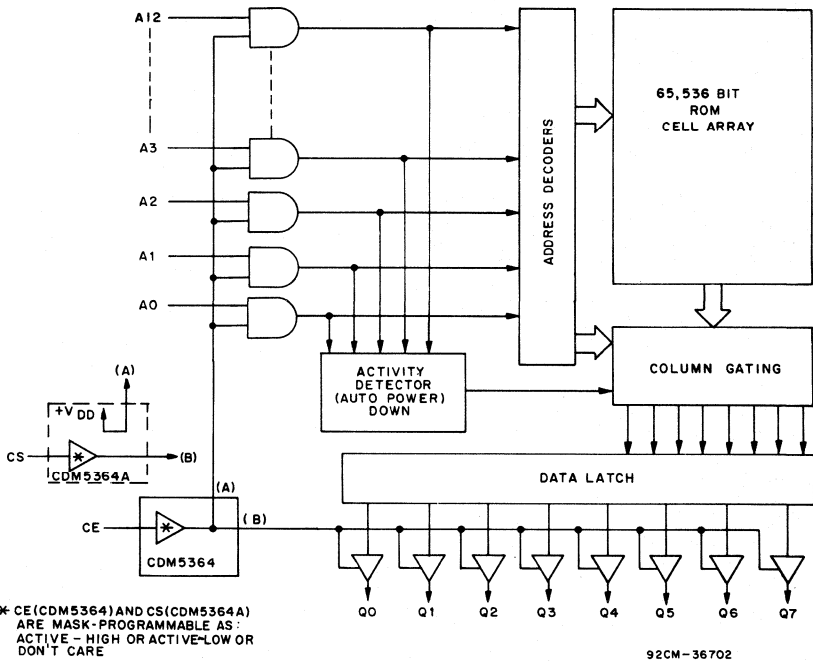 A12
A3
A2
A1
A0
ADDRESS DECODERS
65,536 BIT
ROM
CELL ARRAY
ACTIVITY
DETECTOR
(AUTO POWER)
DOWN
COLUMN GATING
(A)
+V DD
CS
*
(B)
CDM5364A
DATA LATCH
(A)
CE
*
(B)
CDM5364
Q0 Q1 Q2 Q3 Q4 Q5 Q6 Q7
* CE(CDM5364) AND CS(CDM5364A)
ARE MASK-PROGRAMMABLE AS:
ACTIVE-HIGH OR ACTIVE-LOW OR
DON'T CARE
92CM-36702